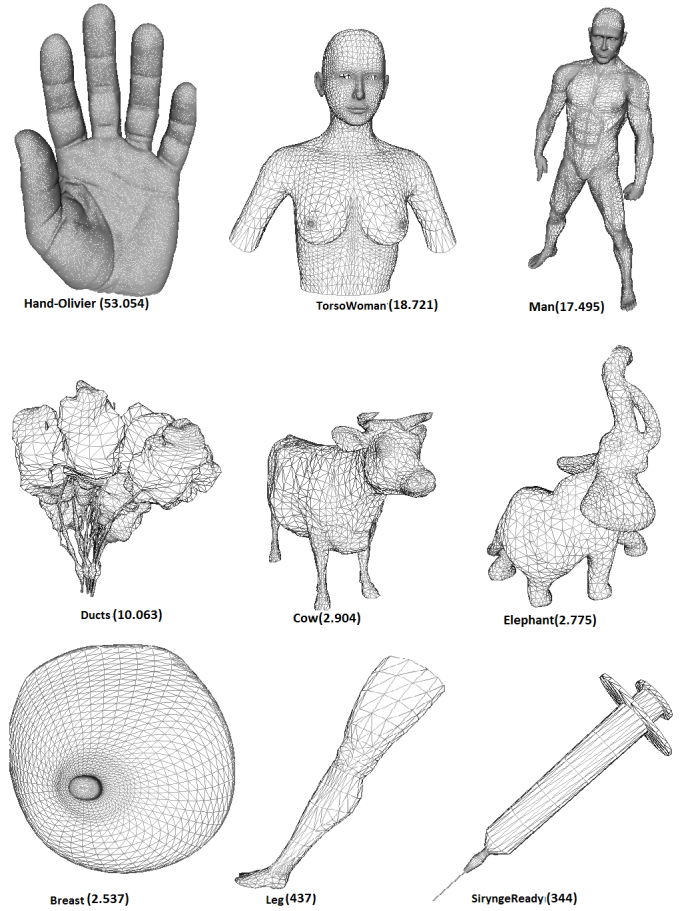 Hand-Olivier (53.054)
TorsoWoman (18.721)
Man(17.495)
Ducts (10.063)
Cow(2.904)
Elephant(2.775)
Breast (2.537)
Leg(437)
SiryngeReady (344)